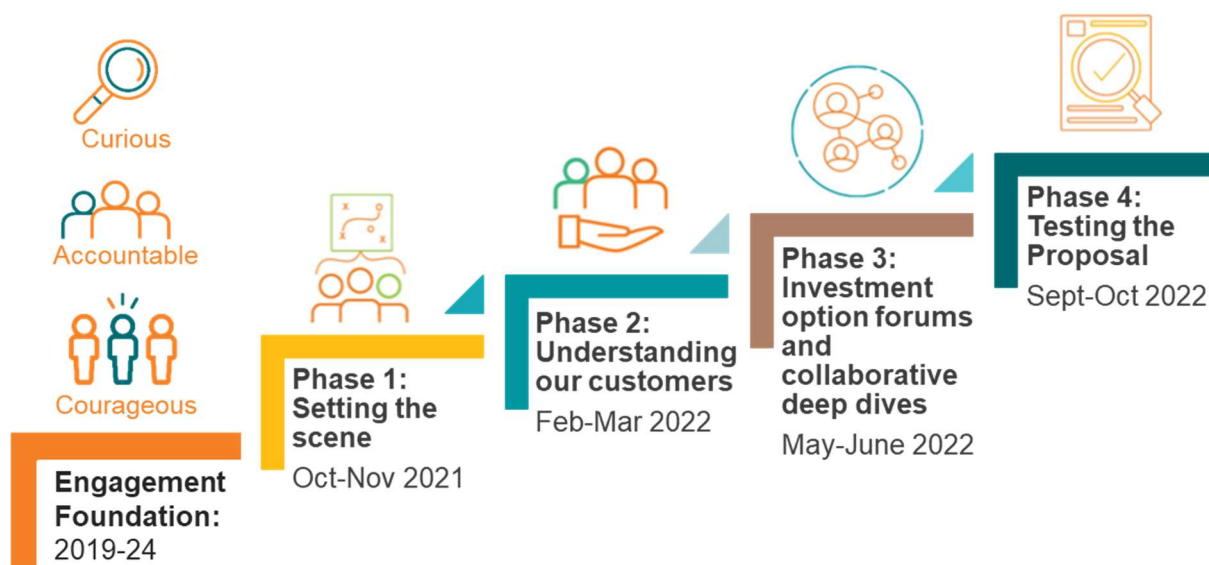 Curious
Accountable
Courageous
Engagement
Foundation:
2019-24
Phase 1:
Setting the
scene
Oct-Nov 2021
Phase 2:
Understanding
our customers
Feb-Mar 2022
Phase 3:
Investment
option forums
and
collaborative
deep dives
May-June 2022
Phase 4:
Testing the
Proposal
Sept-Oct 2022